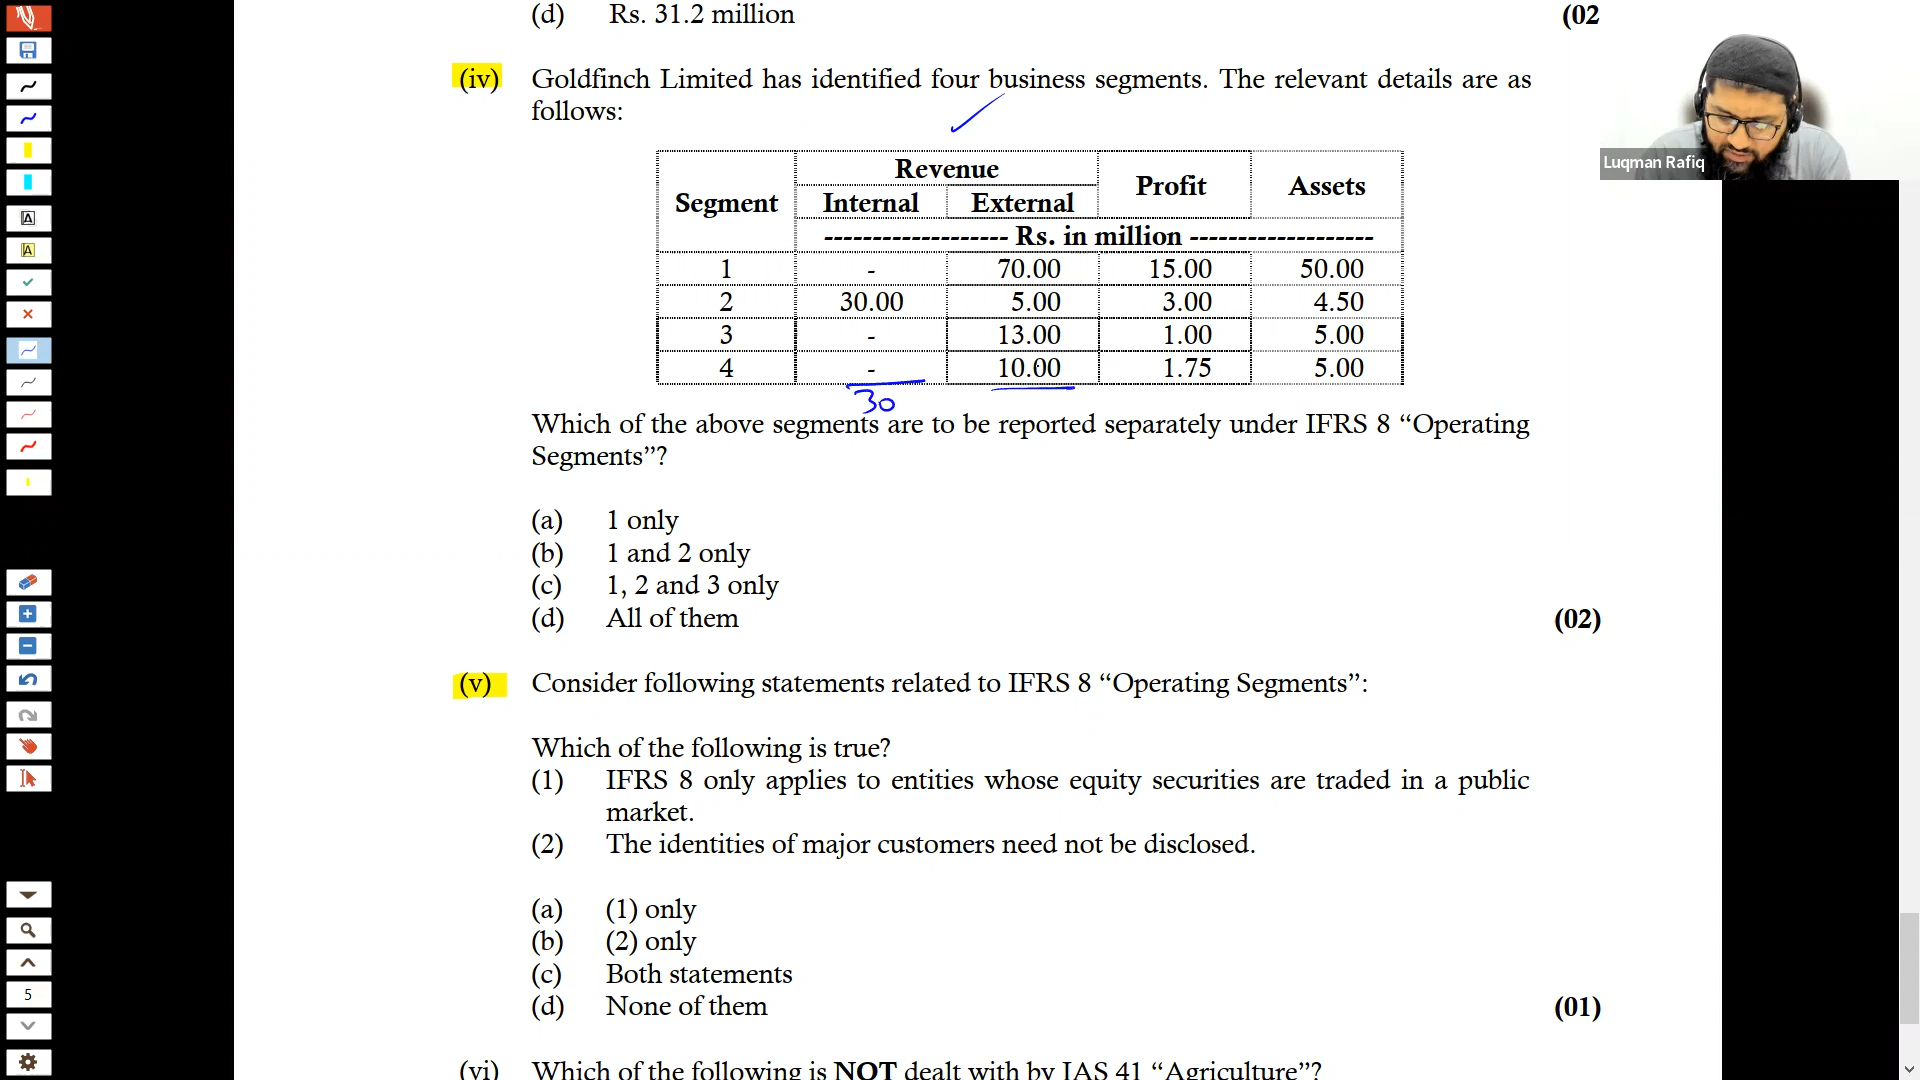 (d) Rs. 31.2 million (02
(iv) Goldfinch Limited has identified four business segments. The relevant details are as
follows:
Luqman Rafiq
Segment Revenue Profit Assets
Internal External
------------------- Rs. in million -------------------
1 - 70.00 15.00 50.00
2 30.00 5.00 3.00 4.50
3 - 13.00 1.00 5.00
4 - 10.00 1.75 5.00
30
Which of the above segments are to be reported separately under IFRS 8 “Operating
Segments”?
(a) 1 only
(b) 1 and 2 only
(c) 1, 2 and 3 only
(d) All of them (02)
(v) Consider following statements related to IFRS 8 “Operating Segments”:
Which of the following is true?
(1) IFRS 8 only applies to entities whose equity securities are traded in a public
market.
(2) The identities of major customers need not be disclosed.
(a) (1) only
(b) (2) only
(c) Both statements
(d) None of them (01)
(vi) Which of the following is NOT dealt with by IAS 41 “Agriculture”?
A
A
5